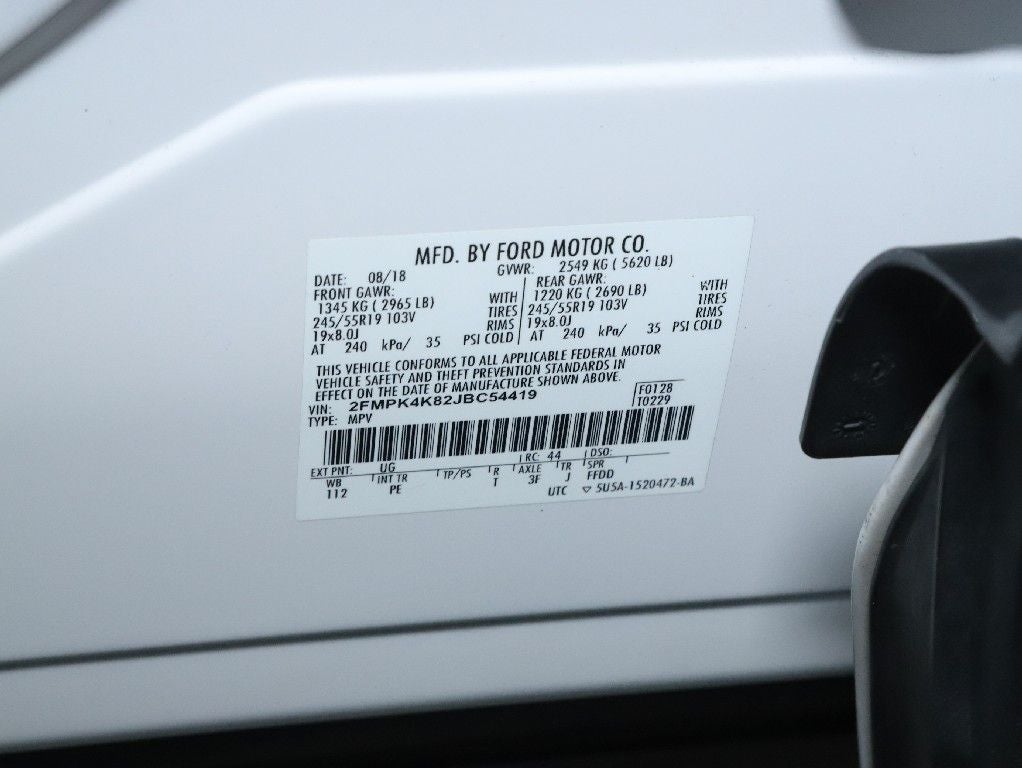 MFD. BY FORD MOTOR CO.
DATE: 08/18 GVWR: 2549 KG ( 5620 LB)
FRONT GAWR: REAR GAWR:
1345 KG ( 2965 LB) WITH 1220 KG ( 2690 LB) WITH
245/55R19 103V TIRES 245/55R19 103V TIRES
19x8.0J RIMS 19x8.0J RIMS
AT 240 kPa/ 35 PSI COLD AT 240 kPa/ 35 PSI COLD
THIS VEHICLE CONFORMS TO ALL APPLICABLE FEDERAL MOTOR
VEHICLE SAFETY AND THEFT PREVENTION STANDARDS IN
EFFECT ON THE DATE OF MANUFACTURE SHOWN ABOVE.
VIN: 2FMPK4K82JBC54419 F0128
TYPE: MPV T0229
EXT PNT: UG RC: 44 DSO:
WB INT TR TP/PS R AXLE TR SPR
112 PE T 3F J FFDD
UTC ▽ 5U5A-1520472-BA